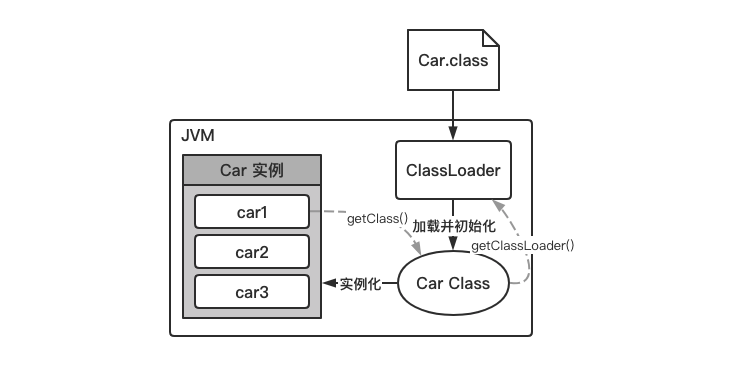 Car.class
JVM
ClassLoader
Car 实例
car1
getClass()
加载并初始化
car2
getClassLoader()
car3
实例化
Car Class